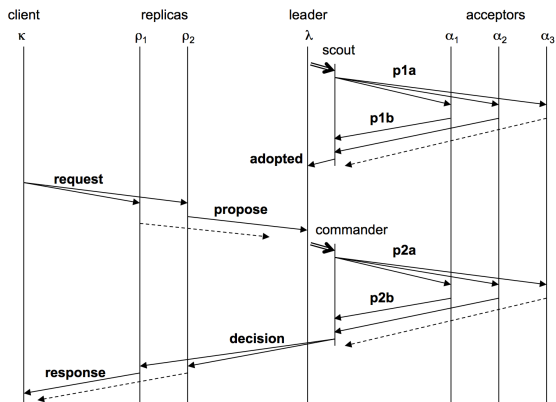 client replicas leader acceptors
κ ρ1 ρ2 λ α1 α2 α3
scout
p1a
p1b
adopted
request
propose
commander
p2a
p2b
decision
response